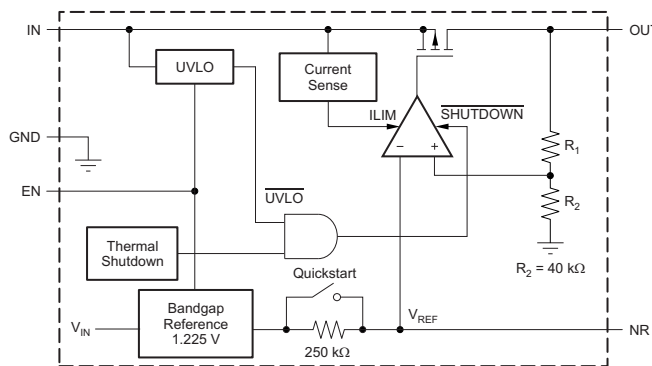 IN
OUT
UVLO
Current
Sense
ILIM
SHUTDOWN
GND
−
+
R1
EN
UVLO
R2
Thermal
Shutdown
R2 = 40 kΩ
Quickstart
Bandgap
Reference
1.225 V
VIN
VREF
NR
250 kΩ